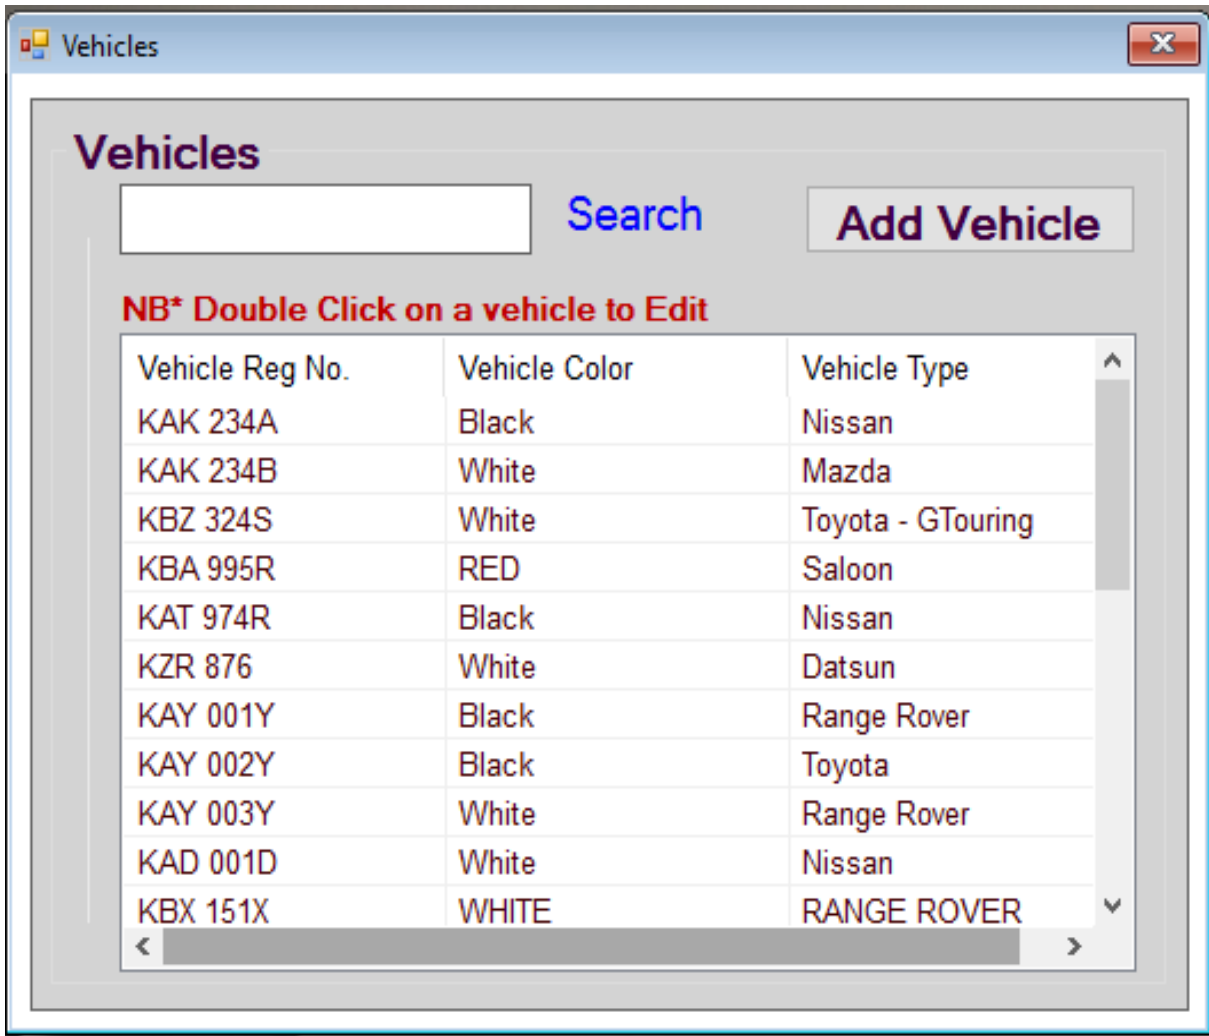 Vehicles
Vehicles
Search
Add Vehicle
NB* Double Click on a vehicle to Edit
Vehicle Reg No. Vehicle Color Vehicle Type
KAK 234A Black Nissan
KAK 234B White Mazda
KBZ 324S White Toyota - GTouring
KBA 995R RED Saloon
KAT 974R Black Nissan
KZR 876 White Datsun
KAY 001Y Black Range Rover
KAY 002Y Black Toyota
KAY 003Y White Range Rover
KAD 001D White Nissan
KBX 151X WHITE RANGE ROVER